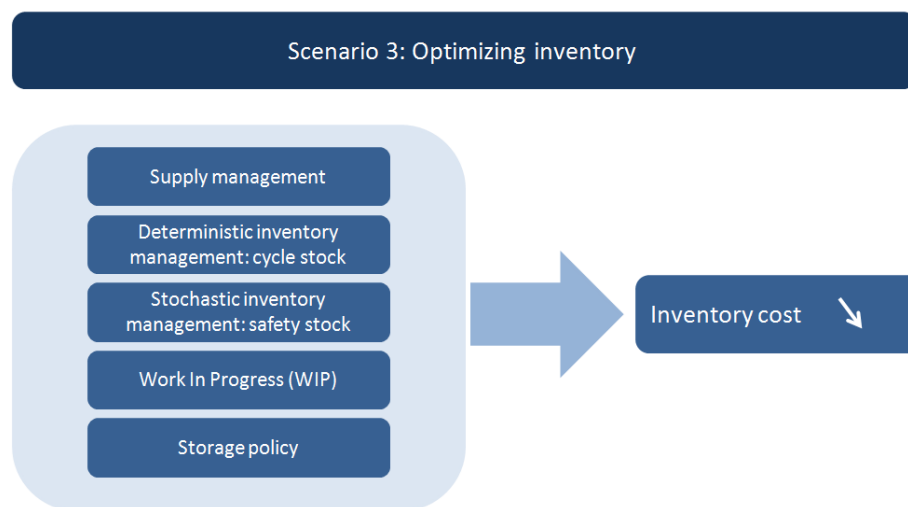 Scenario 3: Optimizing inventory
Supply management
Deterministic inventory
management: cycle stock
Stochastic inventory
management: safety stock
Work In Progress (WIP)
Storage policy
Inventory cost